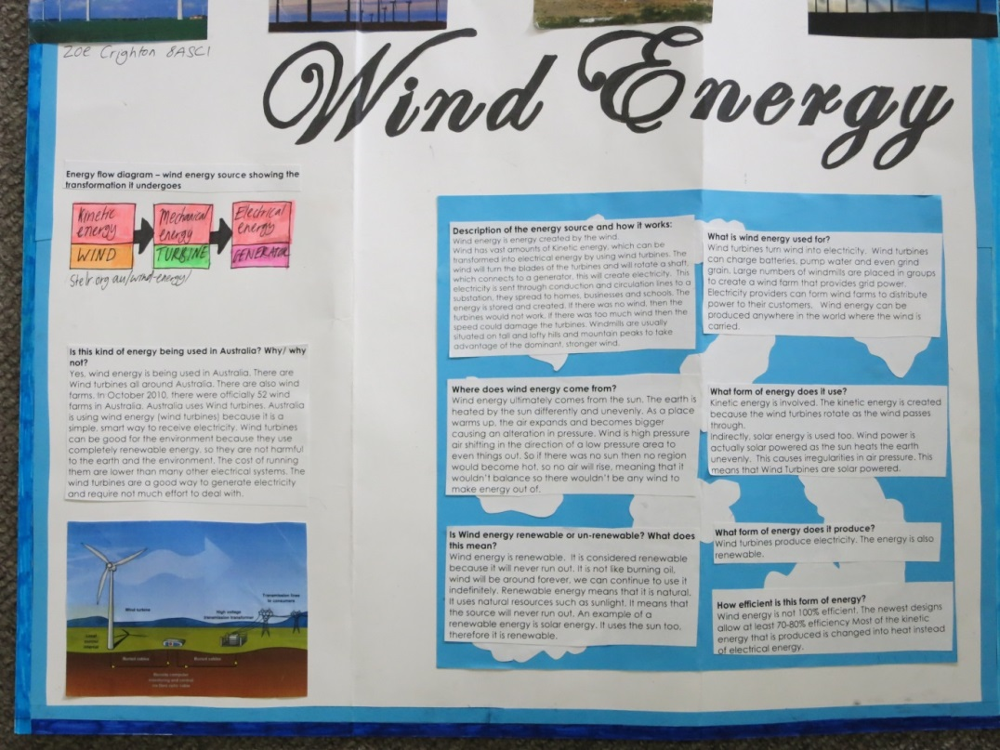 Zoe Crighton 8ASCI
Wind Energy
Energy flow diagram – wind energy source showing the
transformation it undergoes
Kinetic
energy
WIND
Mechanical
energy
TURBINE
Electrical
energy
GENERATOR
Stelr.org.au/wind-energy/
Is this kind of energy being used in Australia? Why/ why
not?
Yes, wind energy is being used in Australia. There are
Wind turbines all around Australia. There are also wind
farms. In October 2010, there were officially 52 wind
farms in Australia. Australia uses Wind turbines. Australia
is using wind energy (wind turbines) because it is a
simple, smart way to receive electricity. Wind turbines
can be good for the environment because they use
completely renewable energy, so they are not harmful
to the earth and the environment. The cost of running
them are lower than many other electrical systems. The
wind turbines are a good way to generate electricity
and require not much effort to deal with.
Wind turbine
High voltage
transmission transformer
Transmission lines
to consumers
Description of the energy source and how it works:
Wind energy is energy created by the wind.
Wind has vast amounts of Kinetic energy, which can be
transformed into electrical energy by using wind turbines. The
wind will turn the blades of the turbines and will rotate a shaft,
which connects to a generator, this will create electricity. This
electricity is sent through conduction and circulation lines to a
substation, they spread to homes, businesses and schools. The
energy is stored and created. If there was no wind, then the
turbines would not work. If there was too much wind then the
speed could damage the turbines. Windmills are usually
situated on tall and lofty hills and mountain peaks to take
advantage of the dominant, stronger wind.
What is wind energy used for?
Wind turbines turn wind into electricity. Wind turbines
can charge batteries, pump water and even grind
grain. Large numbers of windmills are placed in groups
to create a wind farm that provides grid power.
Electricity providers can form wind farms to distribute
power to their customers. Wind energy can be
produced anywhere in the world where the wind is
carried.
Where does wind energy come from?
Wind energy ultimately comes from the sun. The earth is
heated by the sun differently and unevenly. As a place
warms up, the air expands and becomes bigger
causing an alteration in pressure. Wind is high pressure
air shifting in the direction of a low pressure area to
even things out. So if there was no sun then no region
would become hot, so no air will rise, meaning that it
wouldn't balance so there wouldn't be any wind to
make energy out of.
What form of energy does it use?
Kinetic energy is involved. The kinetic energy is created
because the wind turbines rotate as the wind passes
through.
Indirectly, solar energy is used too. Wind power is
actually solar powered as the sun heats the earth
unevenly. This causes irregularities in air pressure. This
means that Wind Turbines are solar powered.
Is Wind energy renewable or un-renewable? What does
this mean?
Wind energy is renewable. It is considered renewable
because it will never run out. It is not like burning oil,
wind will be around forever, we can continue to use it
indefinitely. Renewable energy means that it is natural.
It uses natural resources such as sunlight. It means that
the source will never run out. An example of a
renewable energy is solar energy. It uses the sun too,
therefore it is renewable.
What form of energy does it produce?
Wind turbines produce electricity. The energy is also
renewable.
How efficient is this form of energy?
Wind energy is not 100% efficient. The newest designs
allow at least 70-80% efficiency Most of the kinetic
energy that is produced is changed into heat instead
of electrical energy.